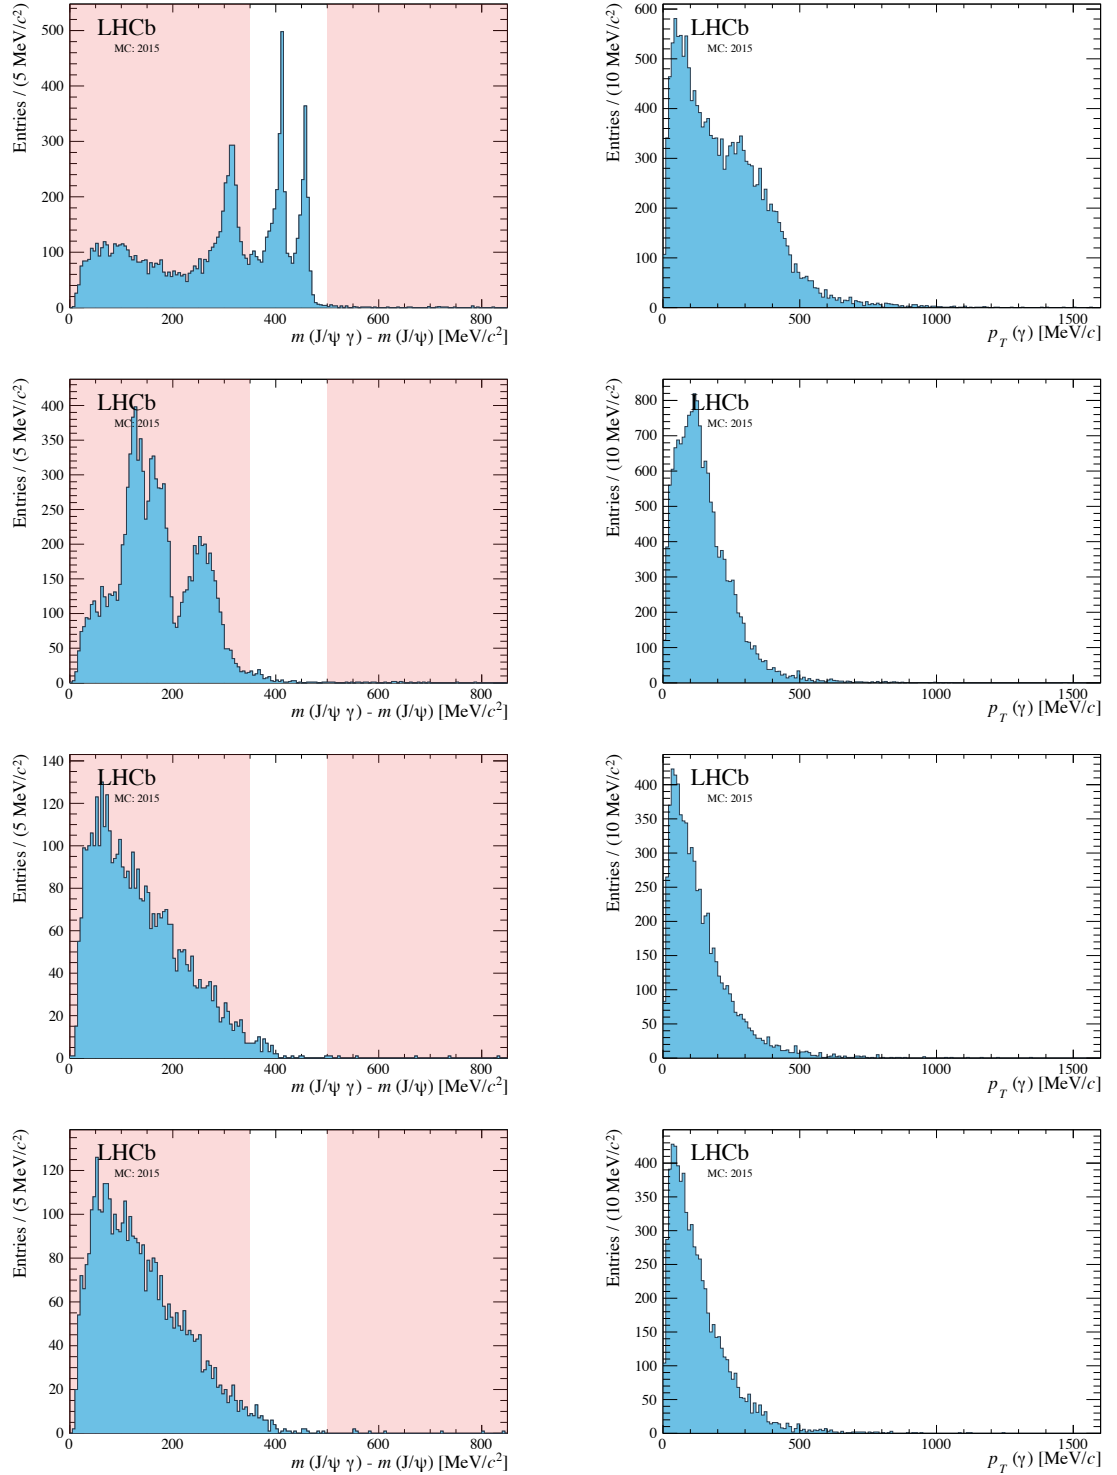 LHCb
MC: 2015
Entries / (5 MeV/c²)
0
100
200
300
400
500
0 200 400 600 800
m (J/ψ γ) - m (J/ψ) [MeV/c²]
LHCb
MC: 2015
Entries / (10 MeV/c²)
0
100
200
300
400
500
600
0 500 1000 1500
p_T (γ) [MeV/c]
LHCb
MC: 2015
Entries / (5 MeV/c²)
0
50
100
150
200
250
300
350
400
0 200 400 600 800
m (J/ψ γ) - m (J/ψ) [MeV/c²]
LHCb
MC: 2015
Entries / (10 MeV/c²)
0
100
200
300
400
500
600
700
800
0 500 1000 1500
p_T (γ) [MeV/c]
LHCb
MC: 2015
Entries / (5 MeV/c²)
0
20
40
60
80
100
120
140
0 200 400 600 800
m (J/ψ γ) - m (J/ψ) [MeV/c²]
LHCb
MC: 2015
Entries / (10 MeV/c²)
0
50
100
150
200
250
300
350
400
0 500 1000 1500
p_T (γ) [MeV/c]
LHCb
MC: 2015
Entries / (5 MeV/c²)
0
20
40
60
80
100
120
0 200 400 600 800
m (J/ψ γ) - m (J/ψ) [MeV/c²]
LHCb
MC: 2015
Entries / (10 MeV/c²)
0
50
100
150
200
250
300
350
400
0 500 1000 1500
p_T (γ) [MeV/c]